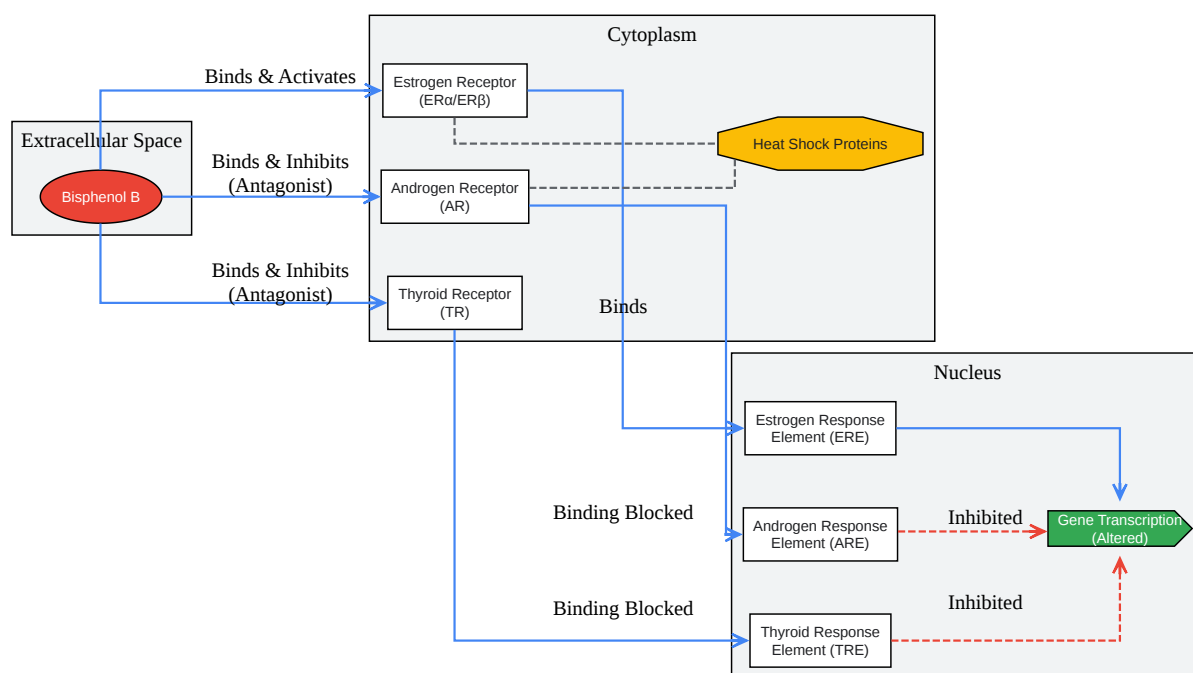 Cytoplasm
Binds & Activates
Estrogen Receptor
(ERα/ERβ)
Extracellular Space
Heat Shock Proteins
Binds & Inhibits
(Antagonist)
Bisphenol B
Androgen Receptor
(AR)
Binds & Inhibits
(Antagonist)
Thyroid Receptor
(TR)
Binds
Nucleus
Estrogen Response
Element (ERE)
Binding Blocked
Androgen Response
Element (ARE)
Inhibited
Gene Transcription
(Altered)
Binding Blocked
Inhibited
Thyroid Response
Element (TRE)